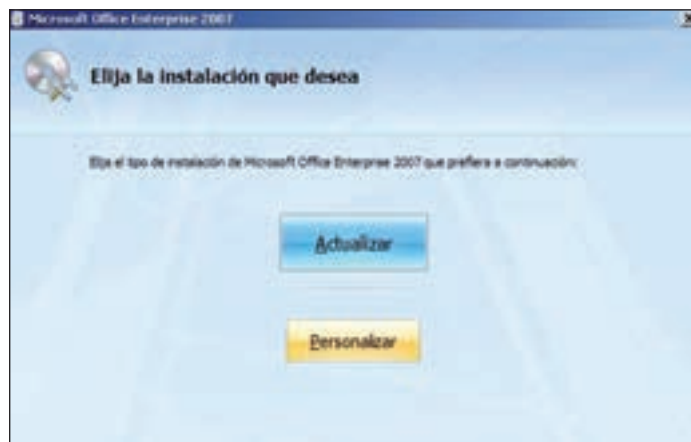 Microsoft Office Enterprise 2007
Elija la instalación que desea
Elija el tipo de instalación de Microsoft Office Enterprise 2007 que prefiera a continuación:
Actualizar
Personalizar